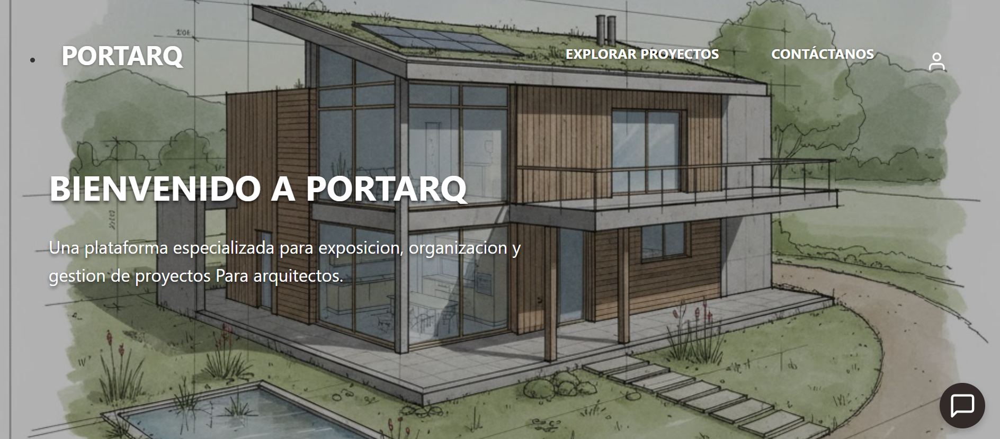 PORTARQ
EXPLORAR PROYECTOS
CONTÁCTANOS
BIENVENIDO A PORTARQ
Una plataforma especializada para exposicion, organizacion y
gestion de proyectos Para arquitectos.